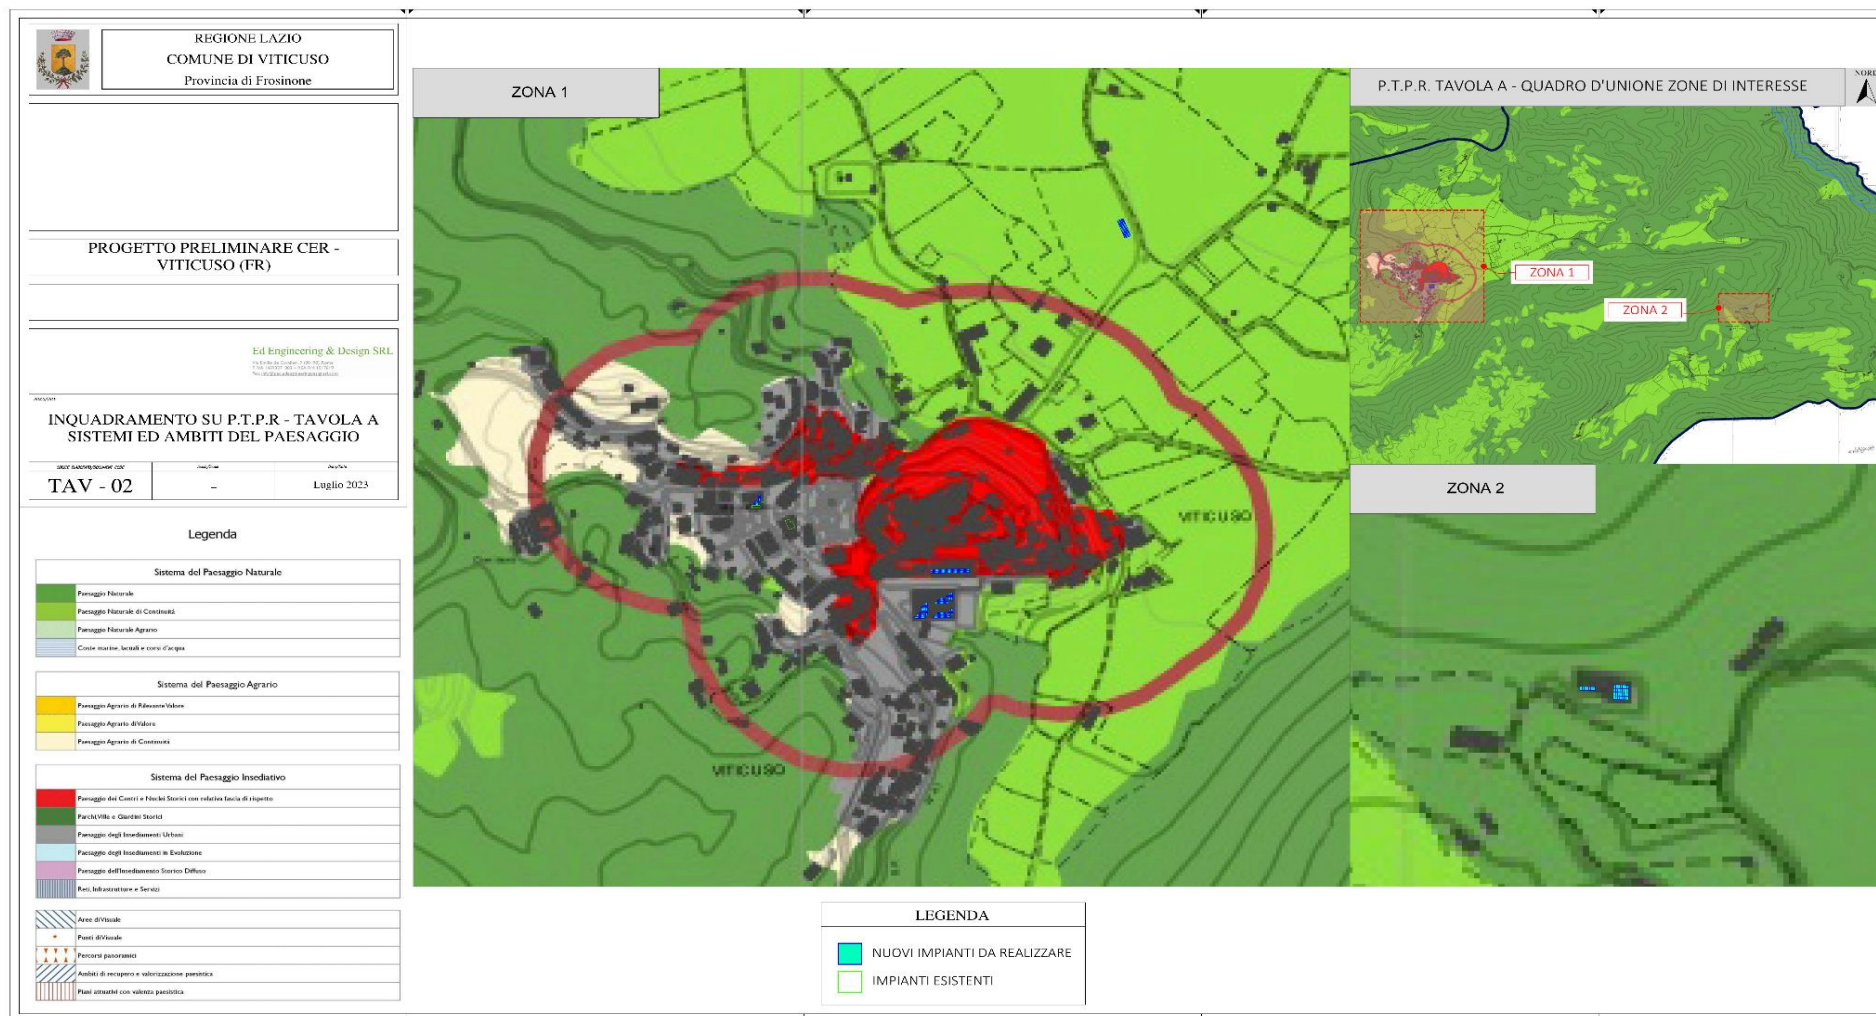 REGIONE LAZIO
COMUNE DI VITICUSO
Provincia di Frosinone
PROGETTO PRELIMINARE CER -
VITICUSO (FR)
Ed Engineering & Design SRL
INQUADRAMENTO SU P.T.P.R - TAVOLA A
SISTEMI ED AMBITI DEL PAESAGGIO
TAV - 02
–
Luglio 2023
Legenda
Sistema del Paesaggio Naturale
Paesaggio Naturale
Paesaggio Naturale di Continuità
Paesaggio Naturale Agrario
Coste marine, lacuali e corsi d'acqua
Sistema del Paesaggio Agrario
Paesaggio Agrario di Rilevante Valore
Paesaggio Agrario di Valore
Paesaggio Agrario di Continuità
Sistema del Paesaggio Insediativo
Paesaggio dei Centri e Nuclei Storici con relativa fascia di rispetto
Parchi, Ville e Giardini Storici
Paesaggio degli Insediamenti Urbani
Paesaggio degli Insediamenti in Evoluzione
Paesaggio dell'Insediamento Storico Diffuso
Reti, Infrastrutture e Servizi
Aree di Visuale
Punti di Visuale
Percorsi panoramici
Ambiti di recupero e valorizzazione paesistica
Piani attuativi con valenza paesistica
ZONA 1
VITICUSO
VITICUSO
LEGENDA
NUOVI IMPIANTI DA REALIZZARE
IMPIANTI ESISTENTI
P.T.P.R. TAVOLA A - QUADRO D'UNIONE ZONE DI INTERESSE
NORD
ZONA 1
ZONA 2
ZONA 2